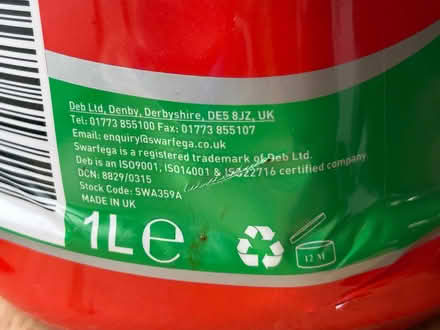 Deb Ltd, Denby, Derbyshire, DE5 8JZ, UK
Tel: 01773 855100 Fax: 01773 855107
Email: enquiry@swarfega.co.uk
Swarfega is a registered trademark of Deb Ltd.
Deb is an ISO9001, ISO14001 & ISO22716 certified company
DCN: 8829/0315
Stock Code: SWA359A
MADE IN UK
1L ℮
12 M